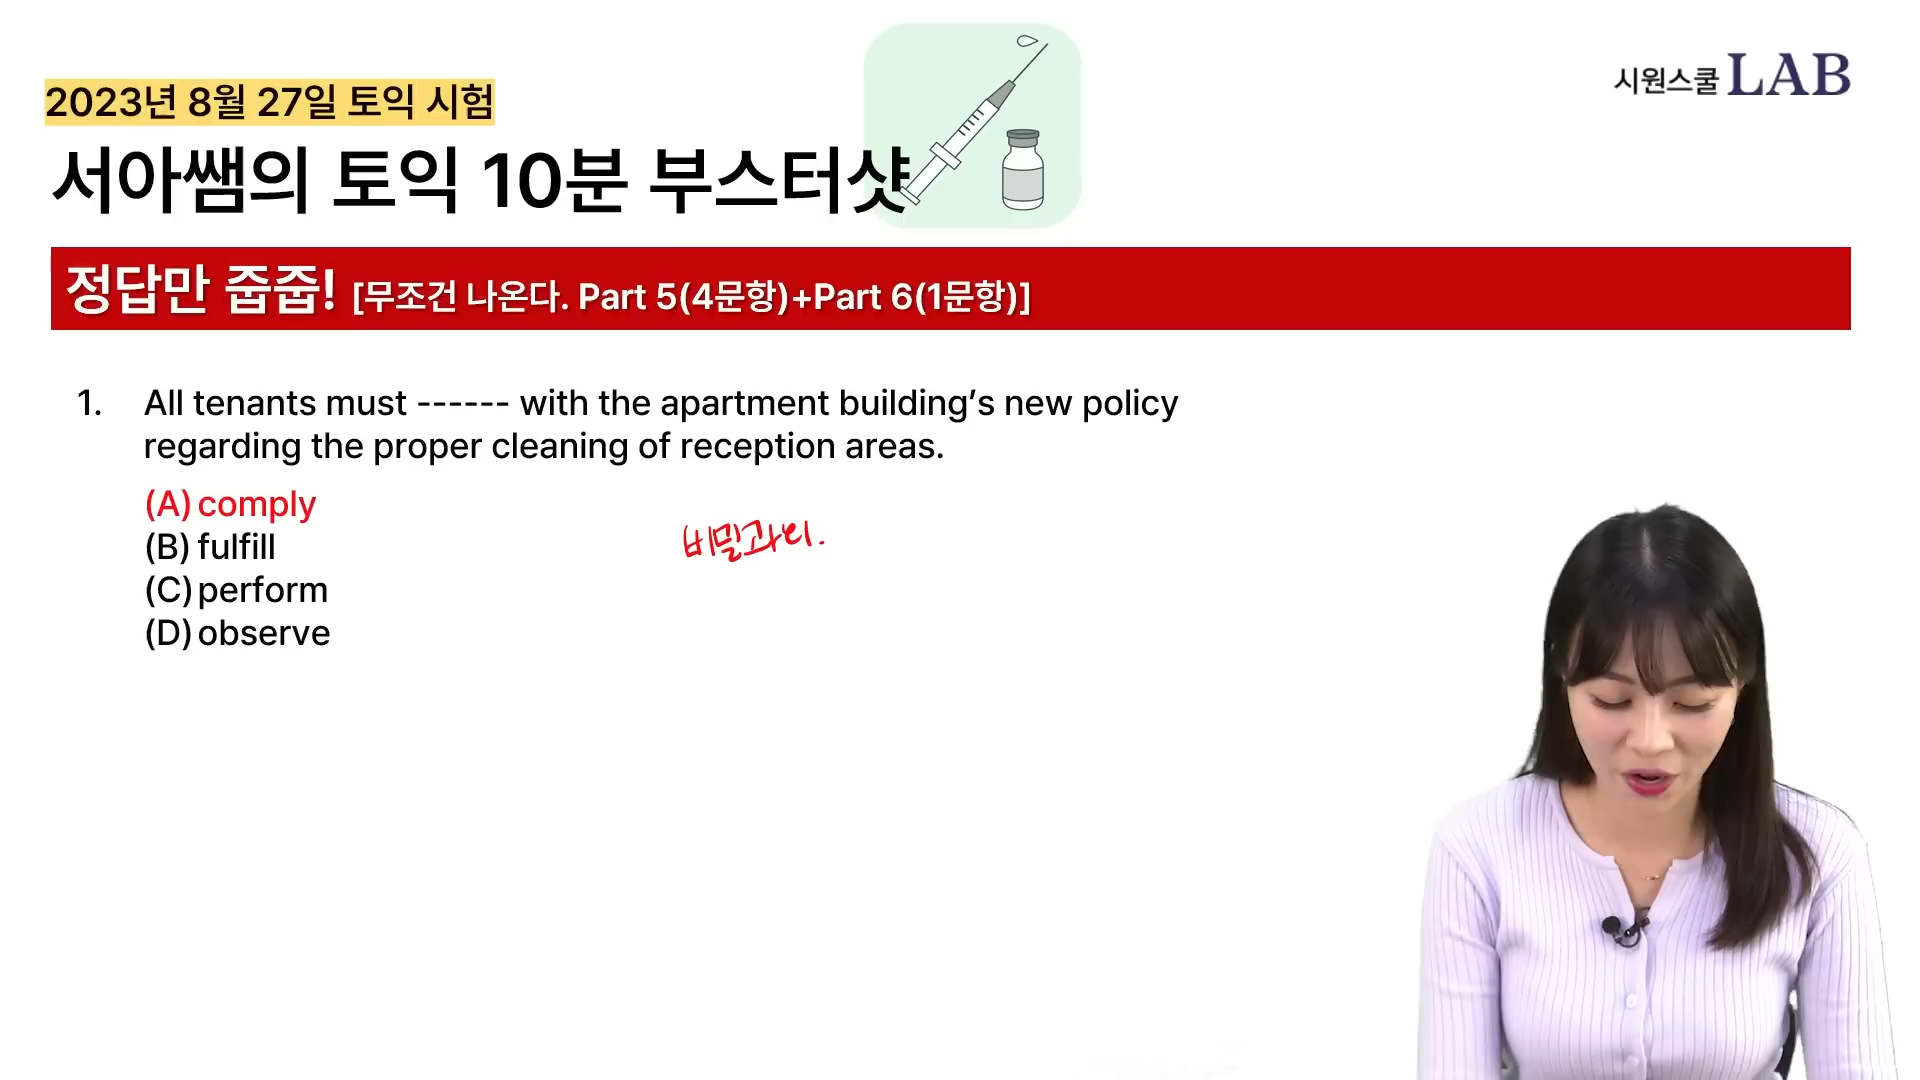 2023년 8월 27일 토익 시험
시원스쿨 LAB
서아쌤의 토익 10분 부스터샷
정답만 줍줍! [무조건 나온다. Part 5(4문항)+Part 6(1문항)]
1. All tenants must ------ with the apartment building’s new policy
regarding the proper cleaning of reception areas.
(A) comply
(B) fulfill
비밀과외.
(C) perform
(D) observe